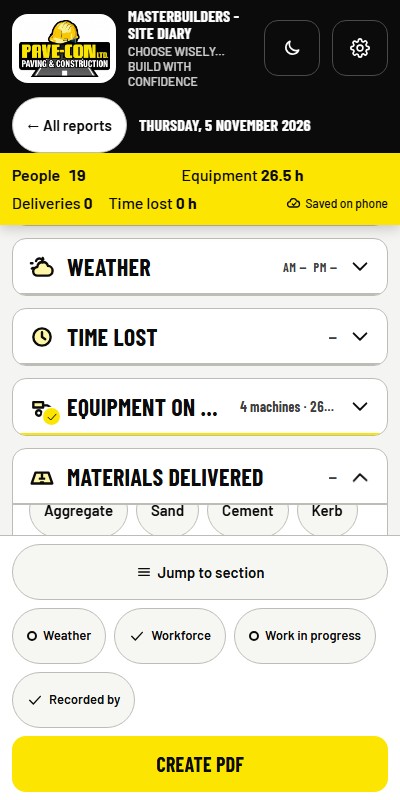 PAVE-CON LTD.
PAVING & CONSTRUCTION
MASTERBUILDERS -
SITE DIARY
CHOOSE WISELY...
BUILD WITH
CONFIDENCE
← All reports
THURSDAY, 5 NOVEMBER 2026
People 19
Equipment 26.5 h
Deliveries 0
Time lost 0 h
Saved on phone
WEATHER
AM – PM –
TIME LOST
–
EQUIPMENT ON ...
4 machines · 26...
MATERIALS DELIVERED
–
Aggregate
Sand
Cement
Kerb
Jump to section
Weather
Workforce
Work in progress
Recorded by
CREATE PDF